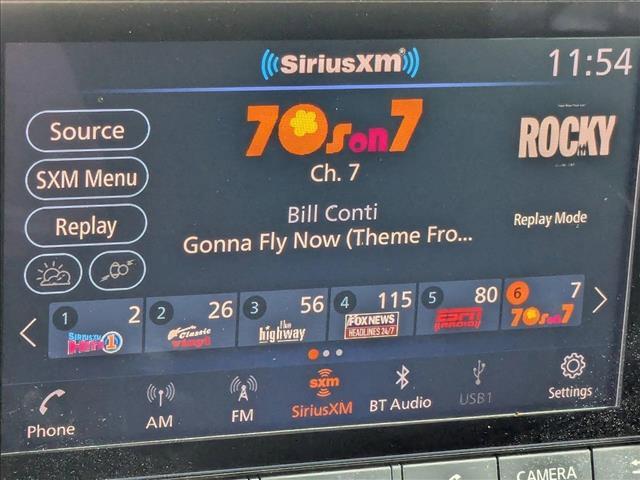 SiriusXM
11:54
Source
SXM Menu
Replay
70s on 7
Ch. 7
Bill Conti
Gonna Fly Now (Theme Fro...
ROCKY
Replay Mode
1 2
SIRIUSXM HITS 1
2 26
Classic vinyl
3 56
the highway
4 115
FOX NEWS
HEADLINES 24/7
5 80
ESPN RADIO
6 7
70s on 7
Phone
AM
FM
sxm
SiriusXM
BT Audio
USB1
Settings
CAMERA